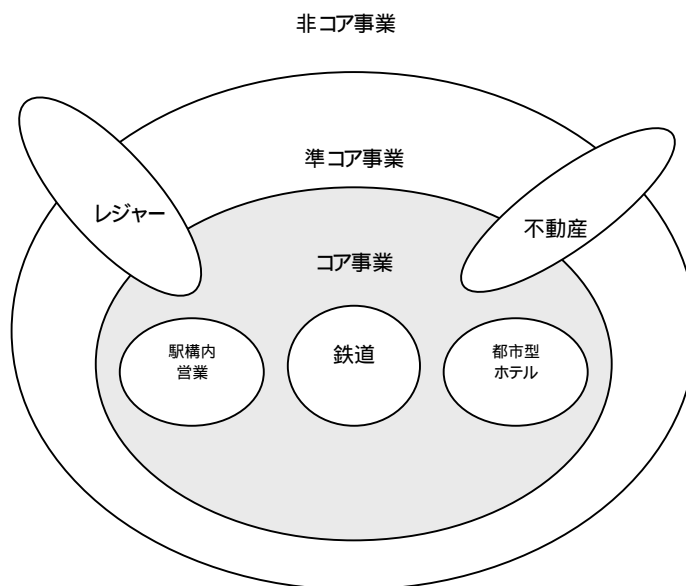 非コア事業
準コア事業
レジャー
不動産
コア事業
駅構内
営業
鉄道
都市型
ホテル